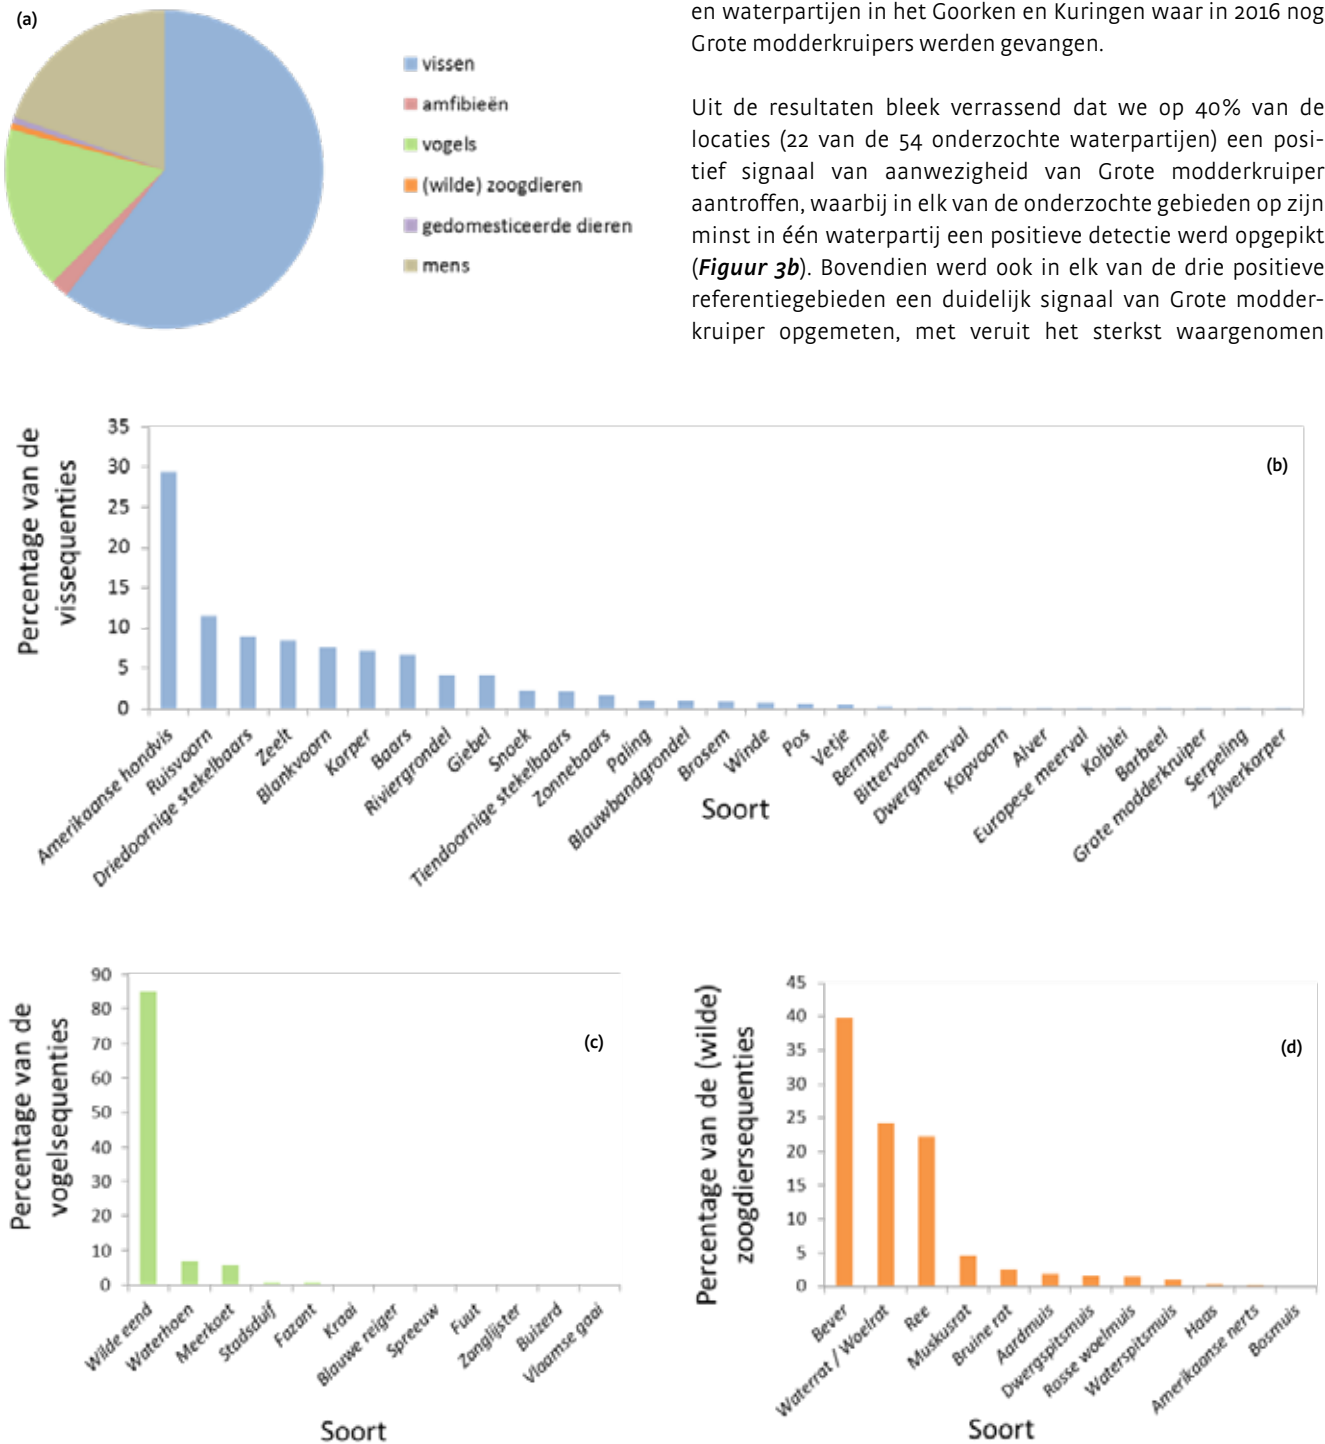 (a)
vissen
amfibieën
vogels
(wilde) zoogdieren
gedomesticeerde dieren
mens
en waterpartijen in het Goorken en Kuringen waar in 2016 nog
Grote modderkruipers werden gevangen.
Uit de resultaten bleek verrassend dat we op 40% van de
locaties (22 van de 54 onderzochte waterpartijen) een posi-
tief signaal van aanwezigheid van Grote modderkruiper
aantroffen, waarbij in elk van de onderzochte gebieden op zijn
minst in één waterpartij een positieve detectie werd opgepikt
(Figuur 3b). Bovendien werd ook in elk van de drie positieve
referentiegebieden een duidelijk signaal van Grote modder-
kruiper opgemeten, met veruit het sterkst waargenomen
Percentage van de
vissequenties
35
30
25
20
15
10
5
0
(b)
Amerikaanse hondvis
Ruisvoorn
Driedoornige stekelbaars
Zeelt
Blankvoorn
Karper
Baars
Riviergrondel
Giebel
Snoek
Tiendoornige stekelbaars
Zonnebaars
Paling
Blauwbandgrondel
Brasem
Winde
Pos
Vetje
Bermpje
Bittervoorn
Dwergmeerval
Kopvoorn
Alver
Europese meerval
Kolblei
Barbeel
Grote modderkruiper
Serpeling
Zilverkarper
Soort
Percentage van de
vogelsequenties
90
80
70
60
50
40
30
20
10
0
(c)
Wilde eend
Waterhoen
Meerkoet
Stadsduif
Fazant
Kraai
Blauwe reiger
Spreeuw
Fuut
Zanglijster
Buizerd
Vlaamse gaai
Soort
Percentage van de (wilde)
zoogdiersequenties
45
40
35
30
25
20
15
10
5
0
(d)
Bever
Waterrat / Woelrat
Ree
Muskusrat
Bruine rat
Aardmuis
Dwergspitsmuis
Rosse woelmuis
Waterspitsmuis
Haas
Amerikaanse nerts
Bosmuis
Soort